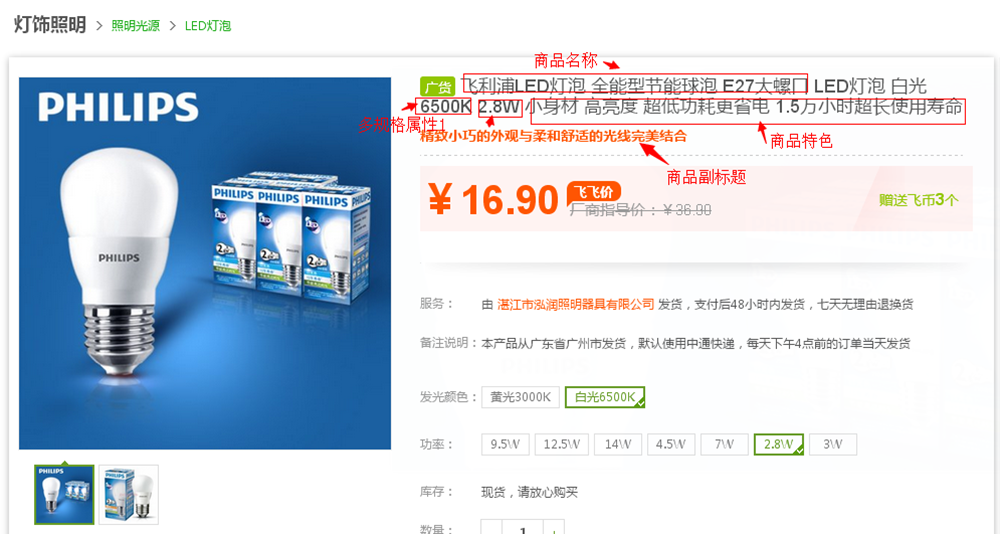 灯饰照明 > 照明光源 > LED灯泡
商品名称
广货 飞利浦LED灯泡 全能型节能球泡 E27大螺口 LED灯泡 白光
6500K 2.8W 小身材 高亮度 超低功耗更省电 1.5万小时超长使用寿命
多规格属性1
精致小巧的外观与柔和舒适的光线完美结合
商品特色
商品副标题
¥16.90 飞飞价
厂商指导价：¥36.90
赠送飞币3个
PHILIPS
PHILIPS
PHILIPS PHILIPS PHILIPS PHILIPS
服务： 由 湛江市泓润照明器具有限公司 发货，支付后48小时内发货，七天无理由退换货
备注说明：本产品从广东省广州市发货，默认使用中通快递，每天下午4点前的订单当天发货
发光颜色： 黄光3000K 白光6500K
功率： 9.5W 12.5W 14W 4.5W 7W 2.8W 3W
库存： 现货，请放心购买
数量： 1
PHILIPS